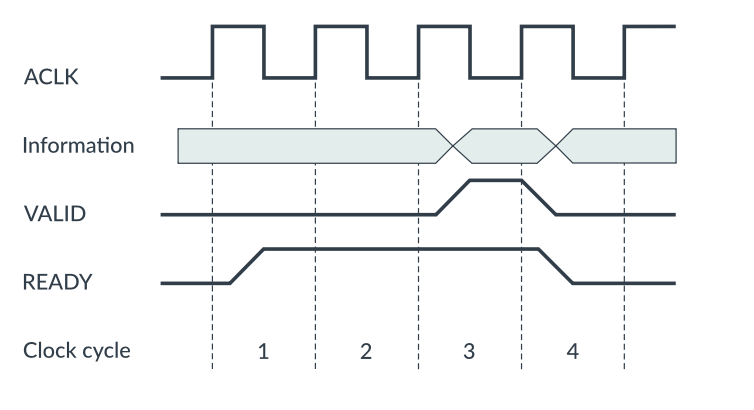 ACLK
Information
VALID
READY
Clock cycle 1 2 3 4